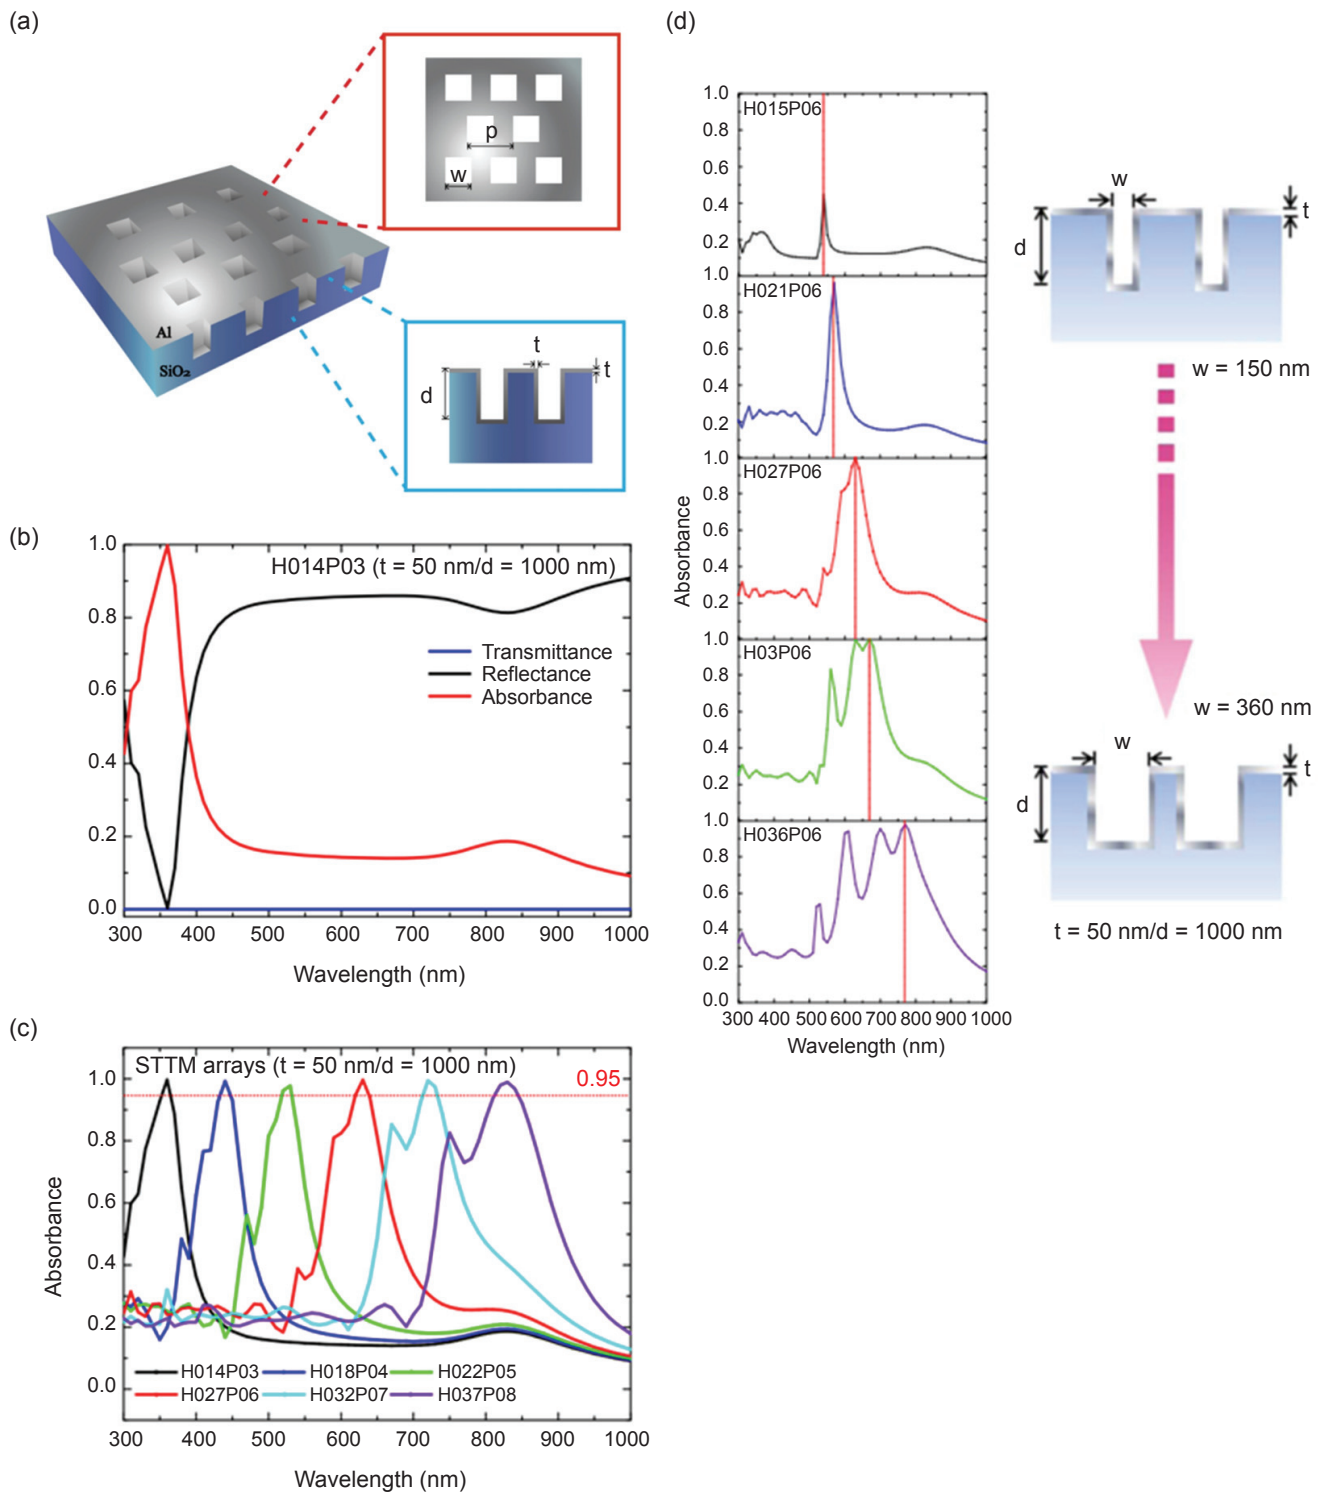 (a)
p
w
Al
SiO₂
t
t
d
(b)
1.0
0.8
0.6
0.4
0.2
0.0
H014P03 (t = 50 nm/d = 1000 nm)
Transmittance
Reflectance
Absorbance
300 400 500 600 700 800 900 1000
Wavelength (nm)
(c)
STTM arrays (t = 50 nm/d = 1000 nm)
0.95
1.0
0.8
0.6
0.4
0.2
0.0
Absorbance
H014P03 H018P04 H022P05
H027P06 H032P07 H037P08
300 400 500 600 700 800 900 1000
Wavelength (nm)
(d)
1.0
0.8
0.6
0.4
0.2
H015P06
1.0
0.8
0.6
0.4
0.2
H021P06
1.0
0.8
0.6
0.4
0.2
H027P06
1.0
0.8
0.6
0.4
0.2
H03P06
1.0
0.8
0.6
0.4
0.2
0.0
H036P06
Absorbance
300 400 500 600 700 800 900 1000
Wavelength (nm)
w
t
d
w = 150 nm
w = 360 nm
w
t
d
t = 50 nm/d = 1000 nm